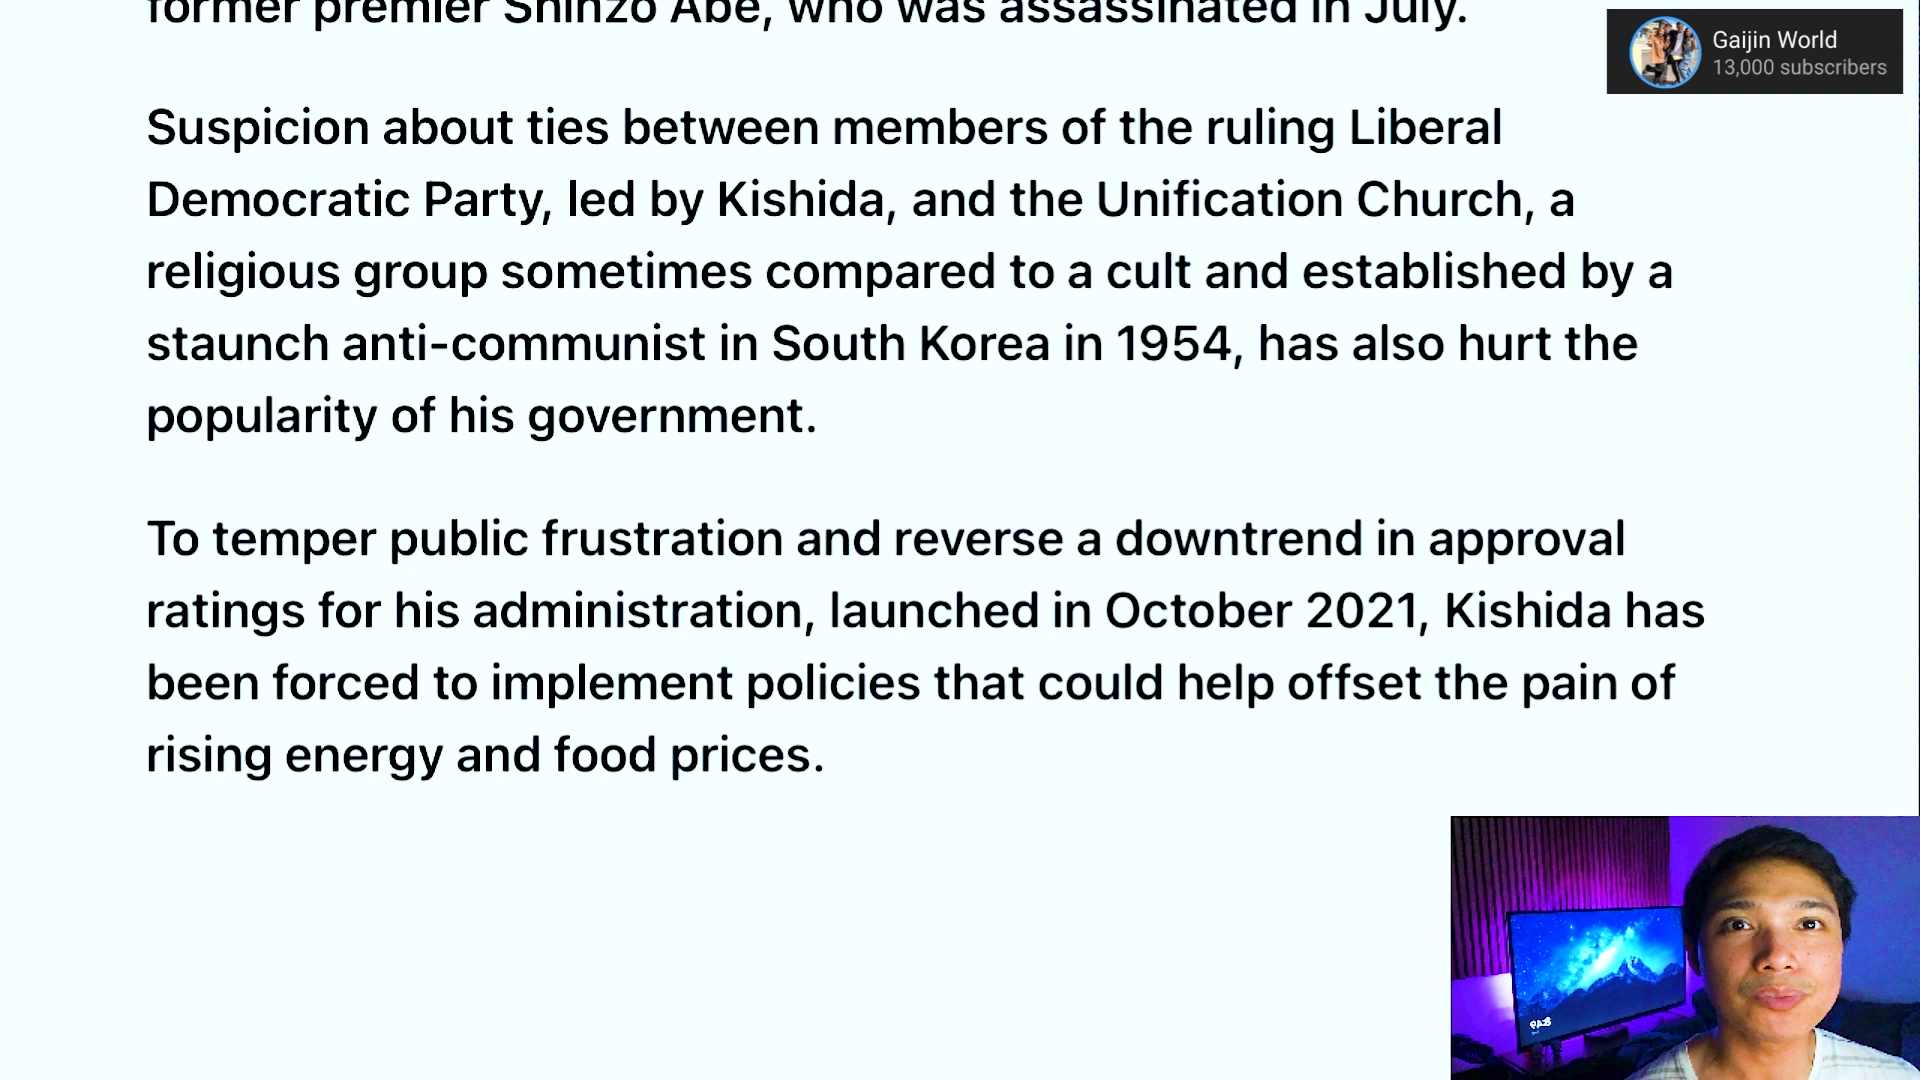 former premier Shinzo Abe, who was assassinated in July.
Gaijin World
13,000 subscribers
Suspicion about ties between members of the ruling Liberal
Democratic Party, led by Kishida, and the Unification Church, a
religious group sometimes compared to a cult and established by a
staunch anti-communist in South Korea in 1954, has also hurt the
popularity of his government.
To temper public frustration and reverse a downtrend in approval
ratings for his administration, launched in October 2021, Kishida has
been forced to implement policies that could help offset the pain of
rising energy and food prices.